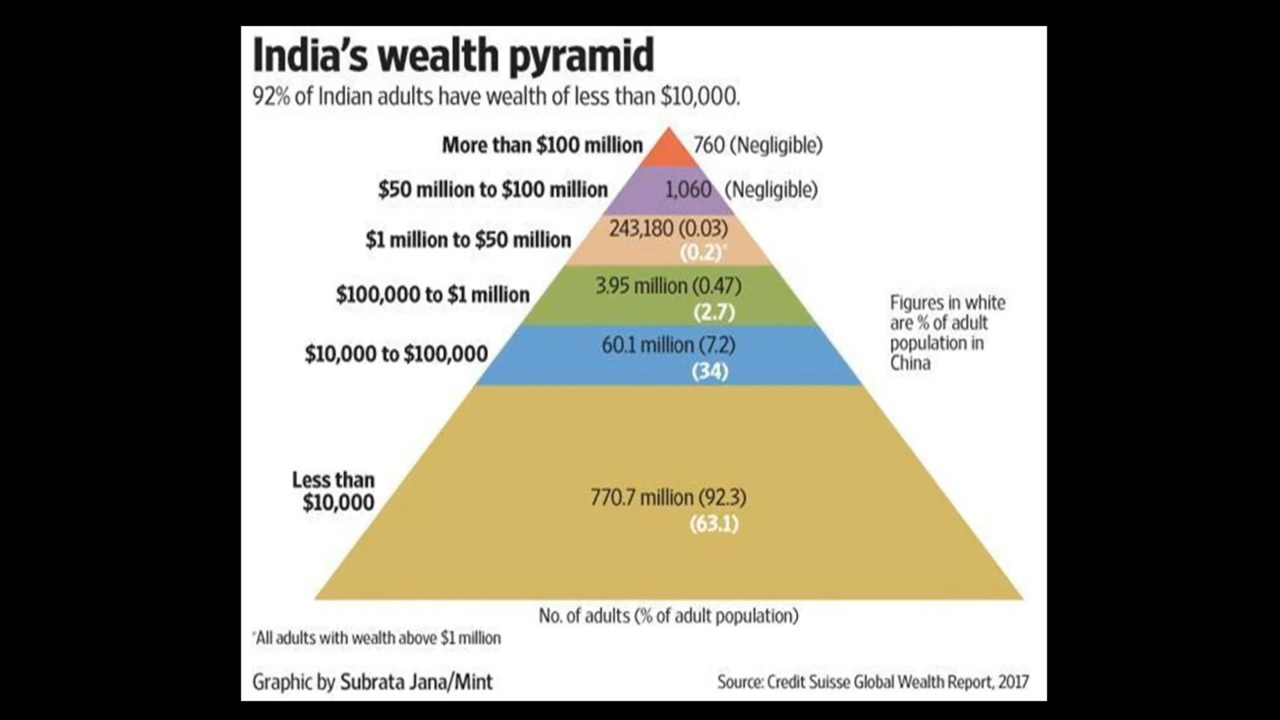 India's wealth pyramid
92% of Indian adults have wealth of less than $10,000.
More than $100 million 760 (Negligible)
$50 million to $100 million 1,060 (Negligible)
$1 million to $50 million 243,180 (0.03)
(0.2)*
$100,000 to $1 million 3.95 million (0.47)
(2.7)
$10,000 to $100,000 60.1 million (7.2)
(34)
Figures in white
are % of adult
population in
China
Less than
$10,000
770.7 million (92.3)
(63.1)
No. of adults (% of adult population)
*All adults with wealth above $1 million
Graphic by Subrata Jana/Mint
Source: Credit Suisse Global Wealth Report, 2017